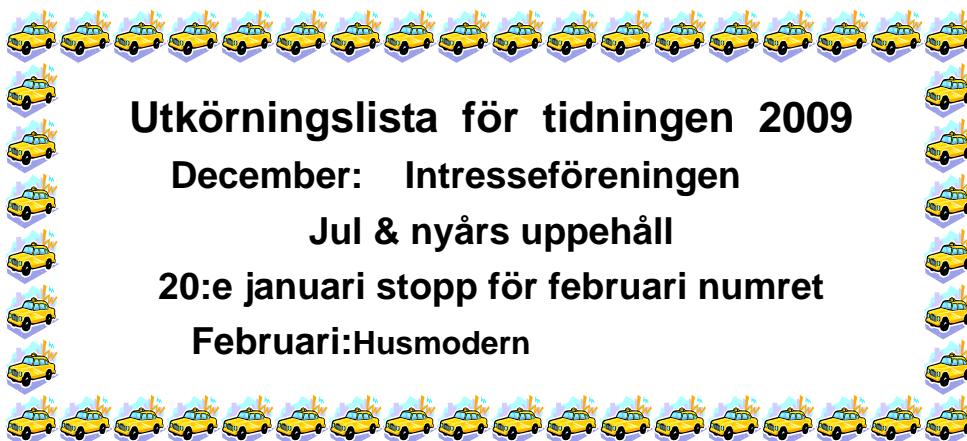 Utkörningslista för tidningen 2009
December: Intresseföreningen
Jul & nyårs uppehåll
20:e januari stopp för februari numret
Februari:Husmodern